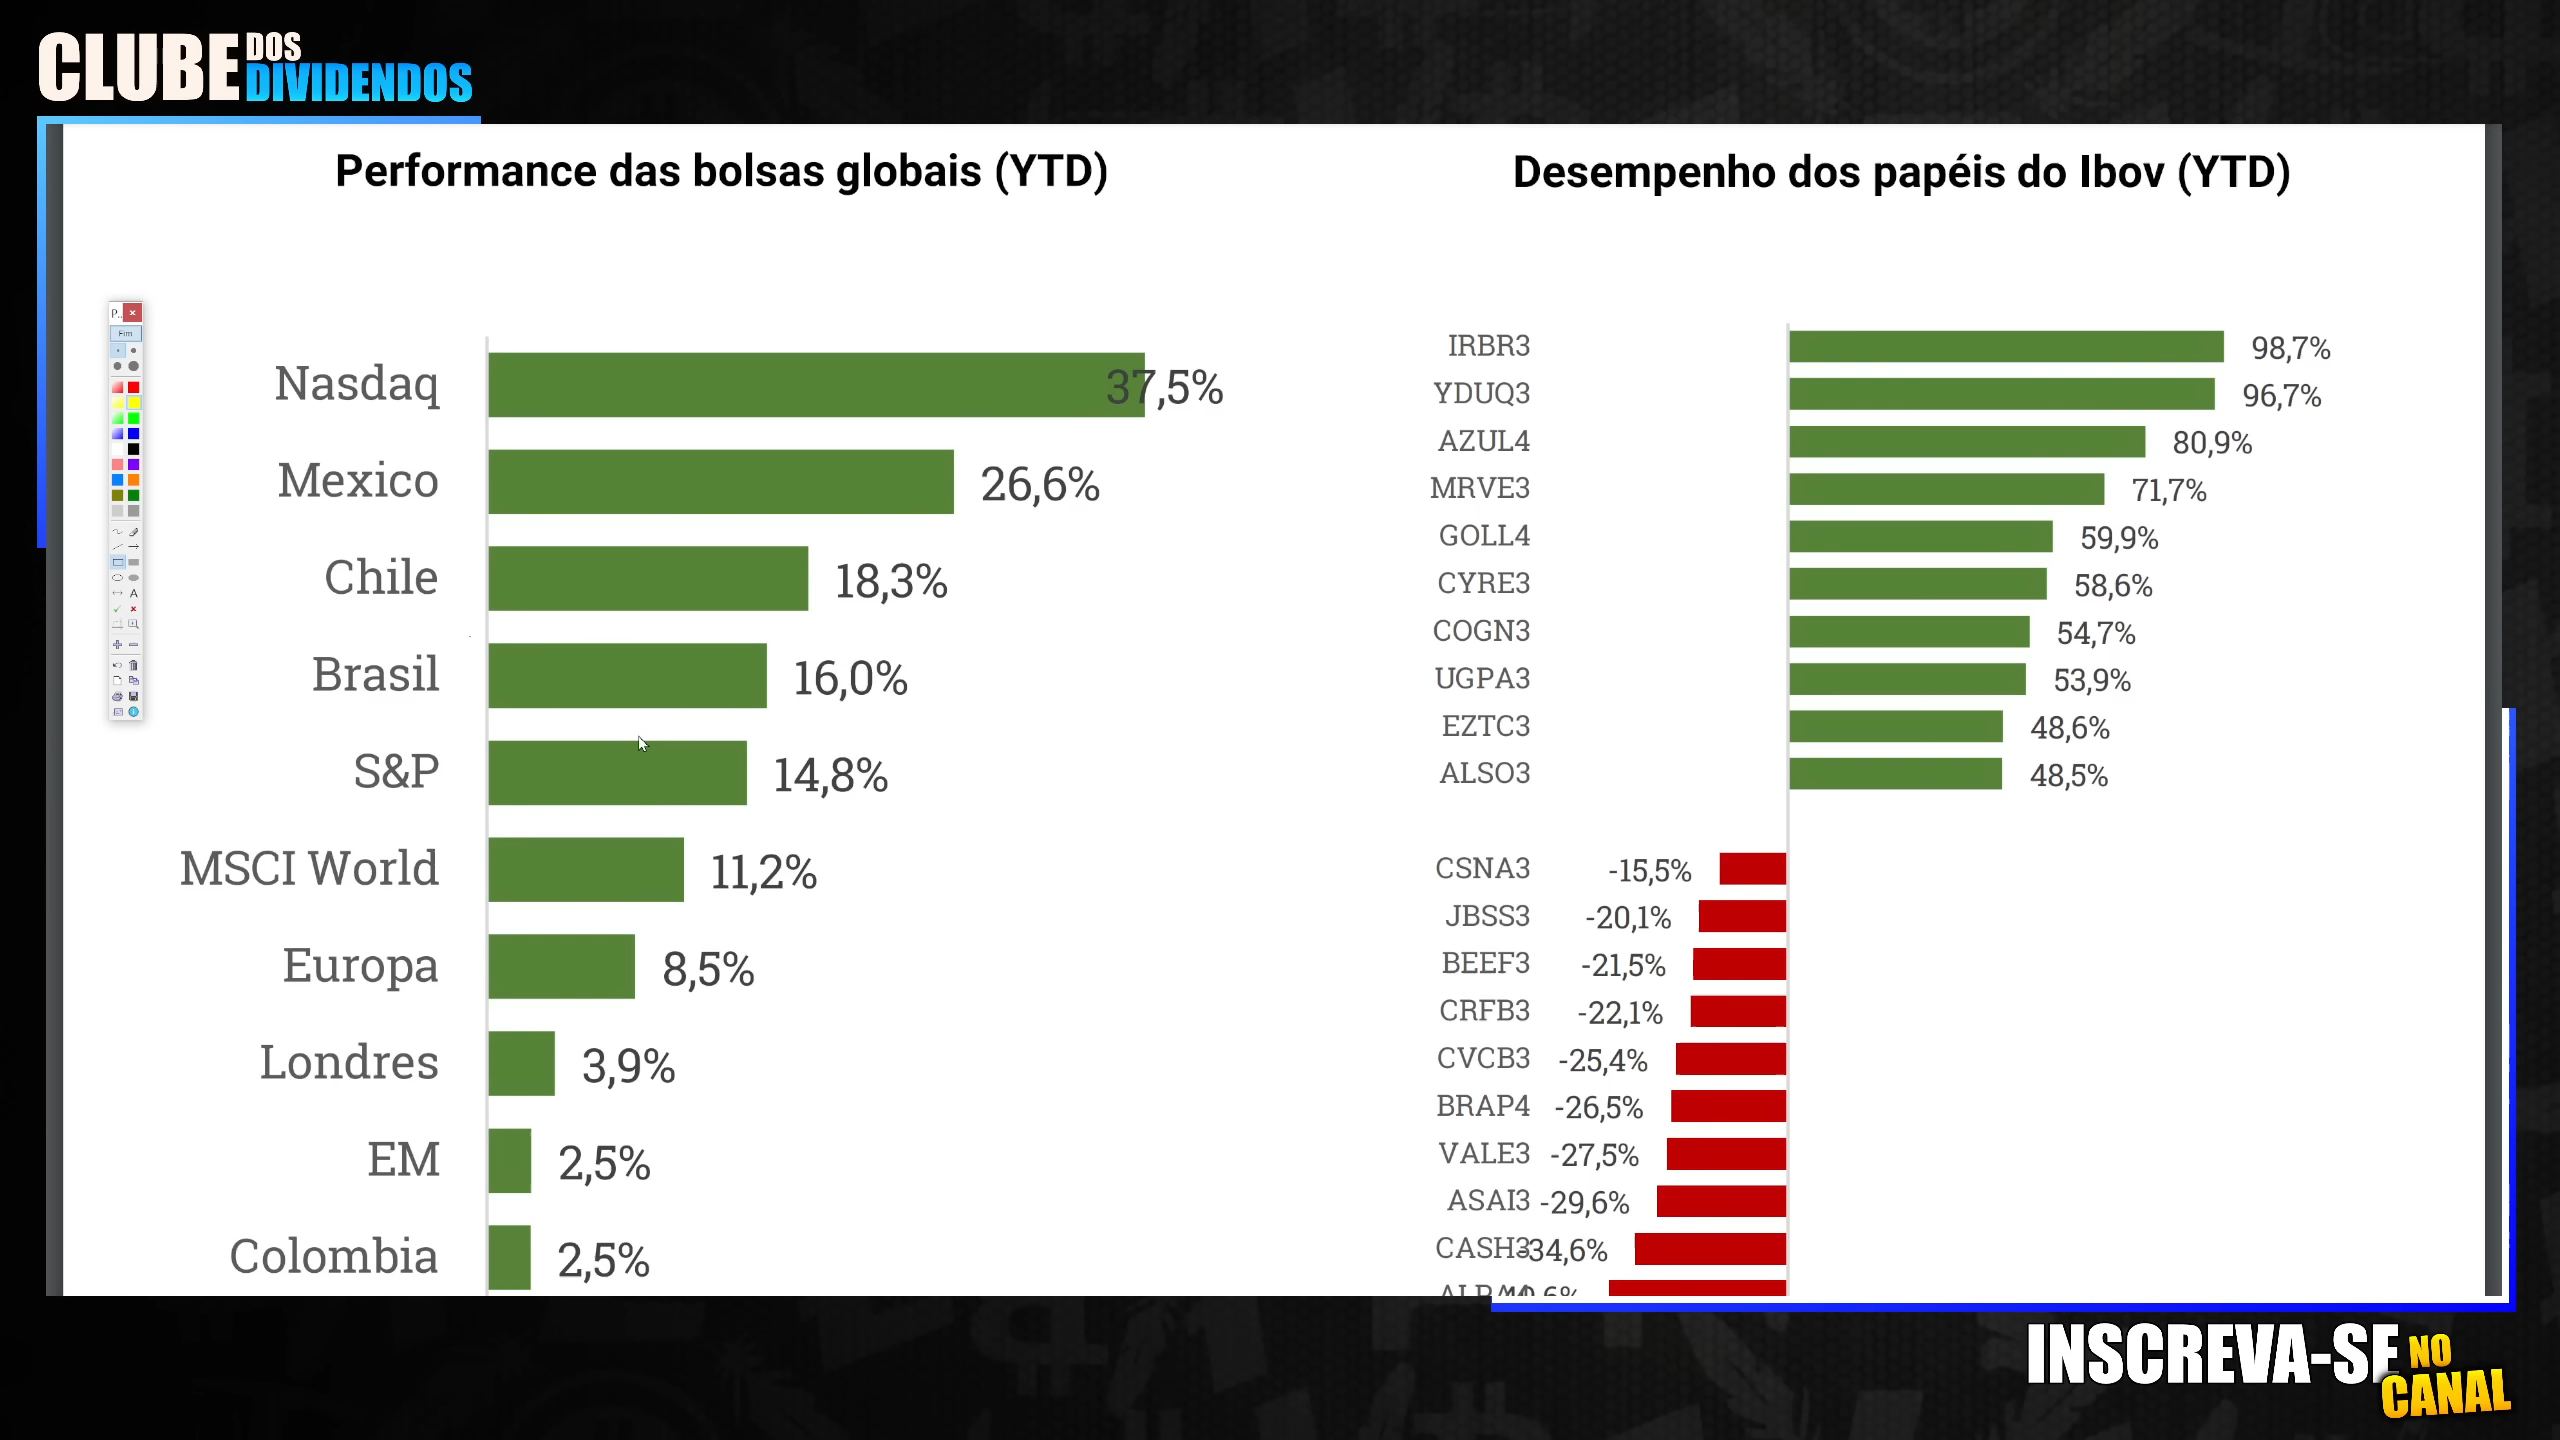 CLUBE DOS DIVIDENDOS
Performance das bolsas globais (YTD)
Nasdaq 37,5%
Mexico 26,6%
Chile 18,3%
Brasil 16,0%
S&P 14,8%
MSCI World 11,2%
Europa 8,5%
Londres 3,9%
EM 2,5%
Colombia 2,5%
Desempenho dos papéis do Ibov (YTD)
IRBR3 98,7%
YDUQ3 96,7%
AZUL4 80,9%
MRVE3 71,7%
GOLL4 59,9%
CYRE3 58,6%
COGN3 54,7%
UGPA3 53,9%
EZTC3 48,6%
ALSO3 48,5%
CSNA3 -15,5%
JBSS3 -20,1%
BEEF3 -21,5%
CRFB3 -22,1%
CVCB3 -25,4%
BRAP4 -26,5%
VALE3 -27,5%
ASAI3 -29,6%
CASH3 -34,6%
INSCREVA-SE NO CANAL